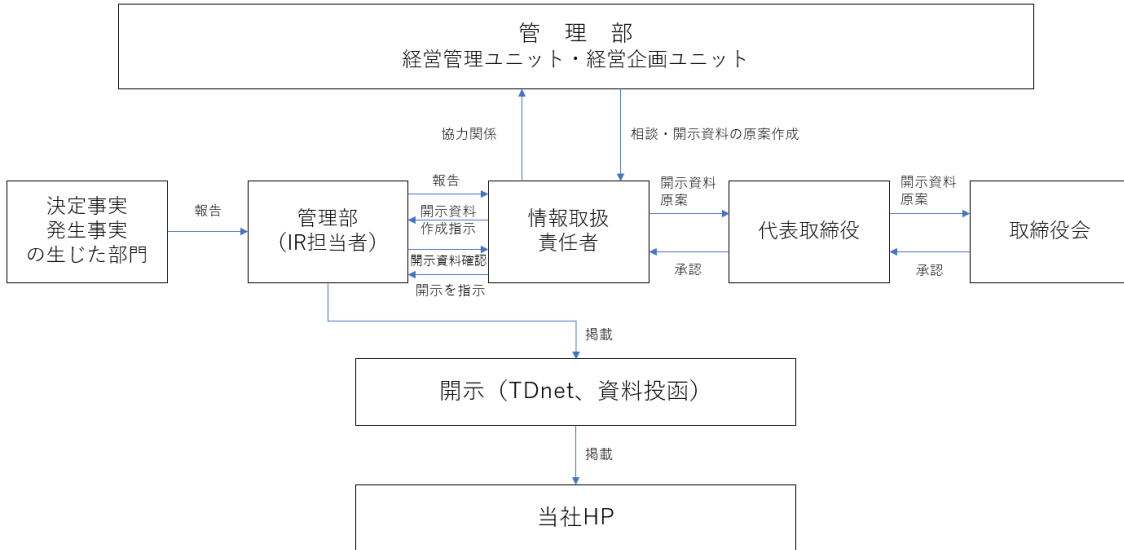 管　理　部
経営管理ユニット・経営企画ユニット
協力関係
相談・開示資料の原案作成
決定事実
発生事実
の生じた部門
報告
管理部
（IR担当者）
報告
開示資料
作成指示
開示資料確認
開示を指示
情報取扱
責任者
開示資料
原案
承認
代表取締役
開示資料
原案
承認
取締役会
掲載
開示（TDnet、資料投函）
掲載
当社HP